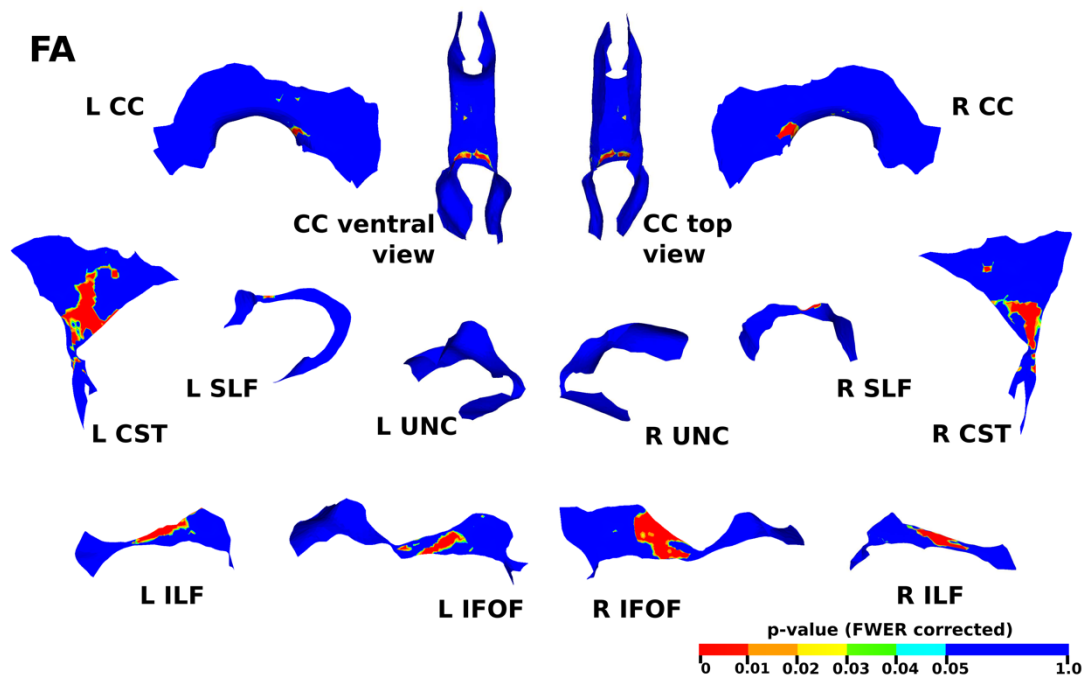 FA
L CC
R CC
CC ventral
view
CC top
view
L SLF
R SLF
L UNC
R UNC
L CST
R CST
L ILF
L IFOF
R IFOF
R ILF
p-value (FWER corrected)
0 0.01 0.02 0.03 0.04 0.05 1.0